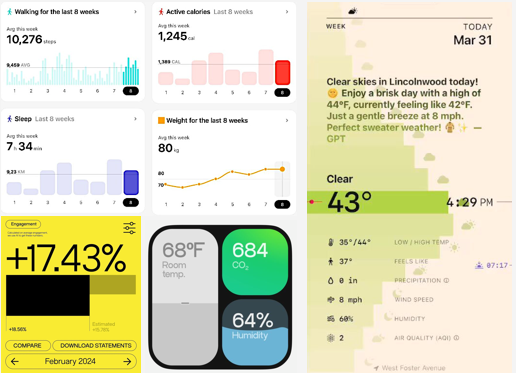 Walking for the last 8 weeks >
Avg this week
10,276 steps
9,459 AVG
1 2 3 4 5 6 7 8
Active calories Last 8 weeks >
Avg this week
1,245 cal
1,389 CAL
1 2 3 4 5 6 7 8
Sleep Last 8 weeks >
Avg this week
7 h 34 min
9,23 AM
1 2 3 4 5 6 7 8
Weight for the last 8 weeks >
Avg this week
80 kg
80
70
1 2 3 4 5 6 7 8
Engagement
+17.43%
+15.56%
Estimated
COMPARE
DOWNLOAD STATEMENTS
← February 2024 →
68°F
Room
temp.
684
CO₂
64%
Humidity
WEEK
TODAY
Mar 31
Clear skies in Lincolnwood today!
🌞 Enjoy a brisk day with a high of
44°F, currently feeling like 42°F.
Just a gentle breeze at 8 mph.
Perfect sweater weather! 🧥✨ —
GPT
Clear
43°
4:29 PM
35°/44° LOW / HIGH TEMP
37° FEELS LIKE
07:17
0 in PRECIPITATION
8 mph WIND SPEED
60% HUMIDITY
2 AIR QUALITY (AQI)
West Foster Avenue